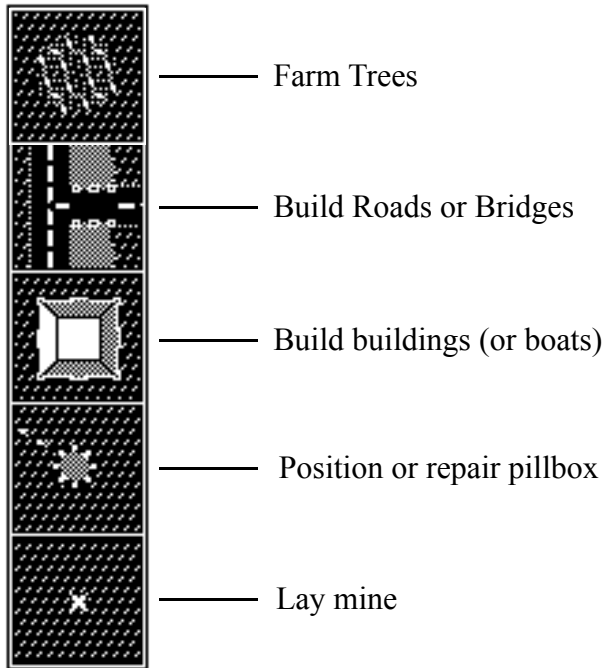 Farm Trees
Build Roads or Bridges
Build buildings (or boats)
Position or repair pillbox
Lay mine